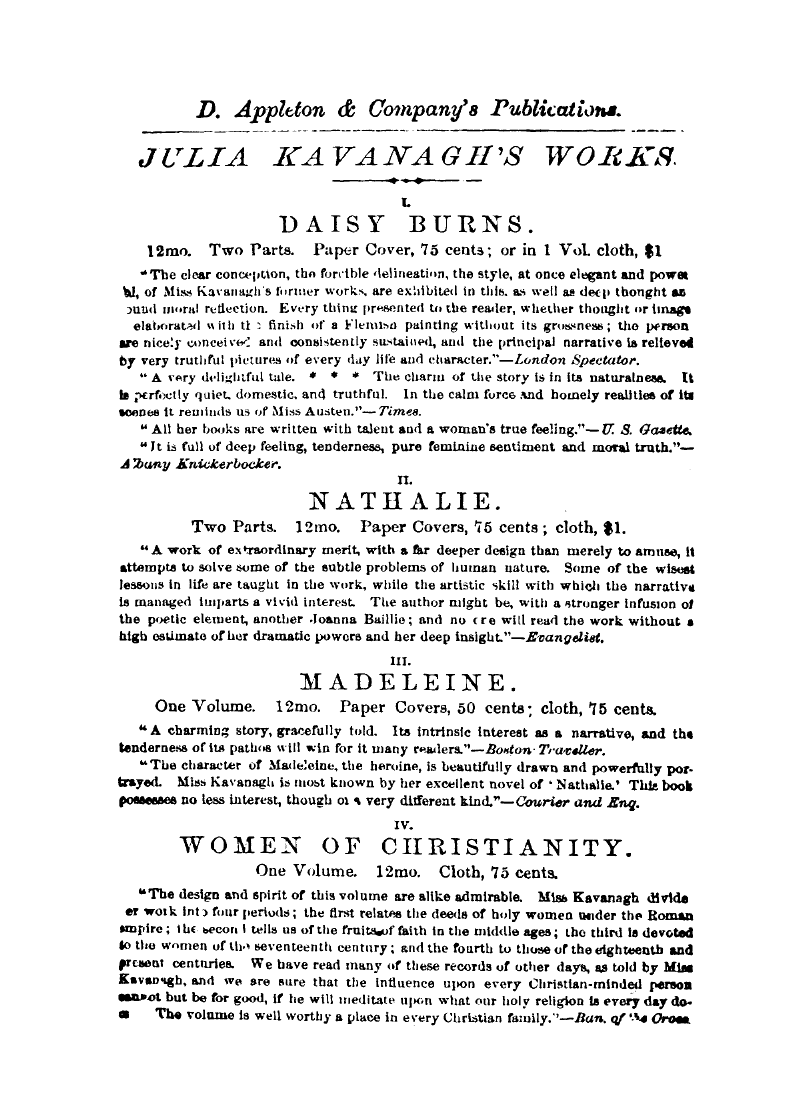 D. Appleton & Company's Publications.
JULIA KAVANAGH'S WORKS.
I.
DAISY BURNS.
12mo. Two Parts. Paper Cover, 75 cents; or in 1 Vol. cloth, $1
"The clear conception, the forcible delineation, the style, at once elegant and power
ful, of Miss Kavanagh's former works, are exhibited in this, as well as deep thought as
ound moral reflection. Every thing presented to the reader, whether thought or image
elaborated with the finish of a Flemish painting without its grossness; the person
are nicely conceived and consistently sustained, and the principal narrative is relieved
by very truthful pictures of every day life and character."—London Spectator.
"A very delightful tale. * * * The charm of the story is in its naturalness. It
is perfectly quiet, domestic, and truthful. In the calm force and homely realities of its
scenes it reminds us of Miss Austen."—Times.
"All her books are written with talent and a woman's true feeling."—U. S. Gazette.
"It is full of deep feeling, tenderness, pure feminine sentiment and moral truth."—
Albany Knickerbocker.
II.
NATHALIE.
Two Parts. 12mo. Paper Covers, 75 cents; cloth, $1.
"A work of extraordinary merit, with a far deeper design than merely to amuse, it
attempts to solve some of the subtle problems of human nature. Some of the wisest
lessons in life are taught in the work, while the artistic skill with which the narrative
is managed imparts a vivid interest. The author might be, with a stronger infusion of
the poetic element, another Joanna Baillie; and no one will read the work without a
high estimate of her dramatic powers and her deep insight."—Evangelist.
III.
MADELEINE.
One Volume. 12mo. Paper Covers, 50 cents; cloth, 75 cents.
"A charming story, gracefully told. Its intrinsic interest as a narrative, and the
tenderness of its pathos will win for it many readers."—Boston Traveller.
"The character of Madeleine, the heroine, is beautifully drawn and powerfully por-
trayed. Miss Kavanagh is most known by her excellent novel of 'Nathalie.' This book
possesses no less interest, though of a very different kind."—Courier and Enq.
IV.
WOMEN OF CHRISTIANITY.
One Volume. 12mo. Cloth, 75 cents.
"The design and spirit of this volume are alike admirable. Miss Kavanagh divide
er work into four periods; the first relates the deeds of holy women under the Roman
empire; the second tells us of the fruits of faith in the middle ages; the third is devoted
to the women of the seventeenth century; and the fourth to those of the eighteenth and
present centuries. We have read many of these records of other days, as told by Miss
Kavanagh, and we are sure that the influence upon every Christian-minded person
cannot but be for good, if he will meditate upon what our holy religion is every day do-
The volume is well worthy a place in every Christian family."—Ban. of the Cross.